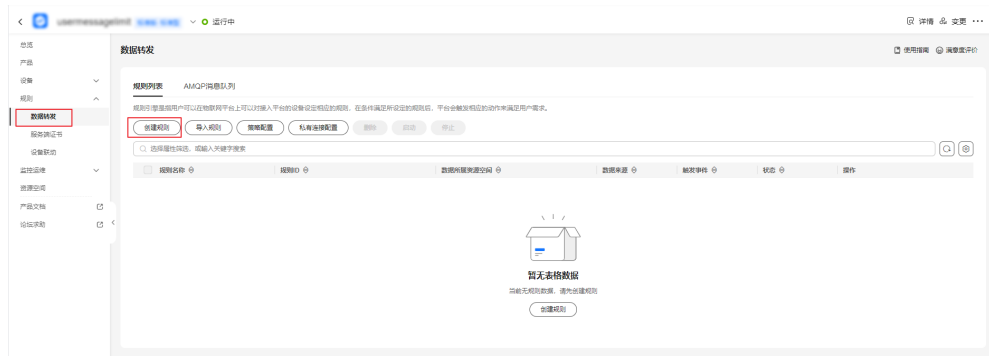 usermessagelimit 运行中 详情 变更
总览
产品
设备
规则
数据转发
服务端证书
设备联动
监控运维
资源空间
产品文档
论坛求助
数据转发 使用指南 满意度评价
规则列表 AMQP消息队列
规则引擎是指用户可以在物联网平台上可以对接入平台的设备设定相应的规则，在条件满足所设定的规则后，平台会触发相应的动作来满足用户需求。
创建规则 导入规则 策略配置 私有连接配置 删除 启动 停止
选择属性筛选，或输入关键字搜索
规则名称 规则ID 数据所属资源空间 数据来源 触发事件 状态 操作
暂无表格数据
当前无规则数据，请先创建规则
创建规则